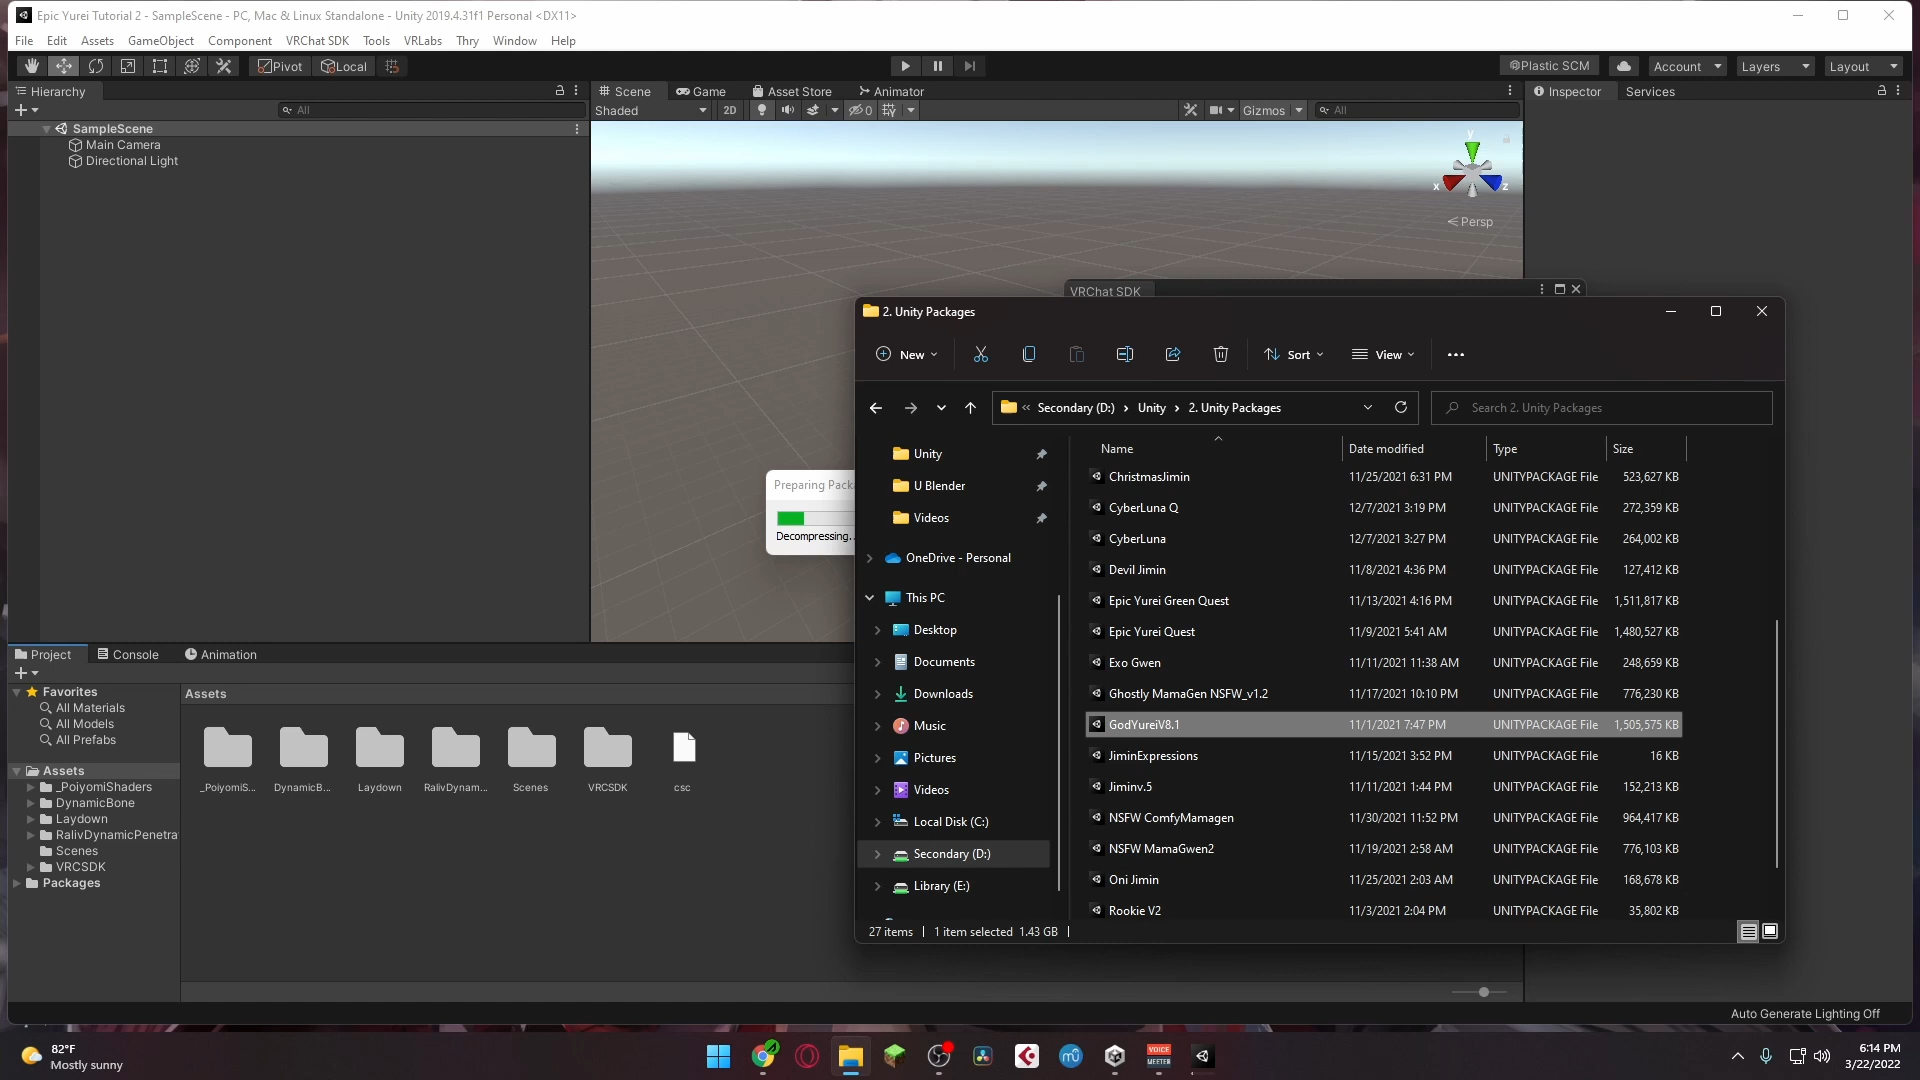 Epic Yurei Tutorial 2 - SampleScene - PC, Mac & Linux Standalone - Unity 2019.4.31f1 Personal <DX11>
File Edit Assets GameObject Component VRChat SDK Tools VRLabs Thry Window Help
Pivot Local Plastic SCM Account Layers Layout
Hierarchy
All
SampleScene
Main Camera
Directional Light
Scene Game Asset Store Animator
Shaded 2D 0 Gizmos All
y
x z
Persp
Inspector Services
VRChat SDK
Preparing Packa
Decompressing..
2. Unity Packages
New Sort View
Secondary (D:) Unity 2. Unity Packages Search 2. Unity Packages
Unity
U Blender
Videos
OneDrive - Personal
This PC
Desktop
Documents
Downloads
Music
Pictures
Videos
Local Disk (C:)
Secondary (D:)
Library (E:)
Name Date modified Type Size
ChristmasJimin 11/25/2021 6:31 PM UNITYPACKAGE File 523,627 KB
CyberLuna Q 12/7/2021 3:19 PM UNITYPACKAGE File 272,359 KB
CyberLuna 12/7/2021 3:27 PM UNITYPACKAGE File 264,002 KB
Devil Jimin 11/8/2021 4:36 PM UNITYPACKAGE File 127,412 KB
Epic Yurei Green Quest 11/13/2021 4:16 PM UNITYPACKAGE File 1,511,817 KB
Epic Yurei Quest 11/9/2021 5:41 AM UNITYPACKAGE File 1,480,527 KB
Exo Gwen 11/11/2021 11:38 AM UNITYPACKAGE File 248,659 KB
Ghostly MamaGen NSFW_v1.2 11/17/2021 10:10 PM UNITYPACKAGE File 776,230 KB
GodYureiV8.1 11/1/2021 7:47 PM UNITYPACKAGE File 1,505,575 KB
JiminExpressions 11/15/2021 3:52 PM UNITYPACKAGE File 16 KB
Jiminv.5 11/11/2021 1:44 PM UNITYPACKAGE File 152,213 KB
NSFW ComfyMamagen 11/30/2021 11:52 PM UNITYPACKAGE File 964,417 KB
NSFW MamaGwen2 11/19/2021 2:58 AM UNITYPACKAGE File 776,103 KB
Oni Jimin 11/25/2021 2:03 AM UNITYPACKAGE File 168,678 KB
Rookie V2 11/3/2021 2:04 PM UNITYPACKAGE File 35,802 KB
27 items 1 item selected 1.43 GB
Project Console Animation
Favorites
All Materials
All Models
All Prefabs
Assets
_PoiyomiShaders
DynamicBone
Laydown
RalivDynamicPenetra
Scenes
VRCSDK
Packages
Assets
_PoiyomiS... DynamicB... Laydown RalivDynam... Scenes VRCSDK csc
Auto Generate Lighting Off
82°F
Mostly sunny
VOICE
MEETER
6:14 PM
3/22/2022